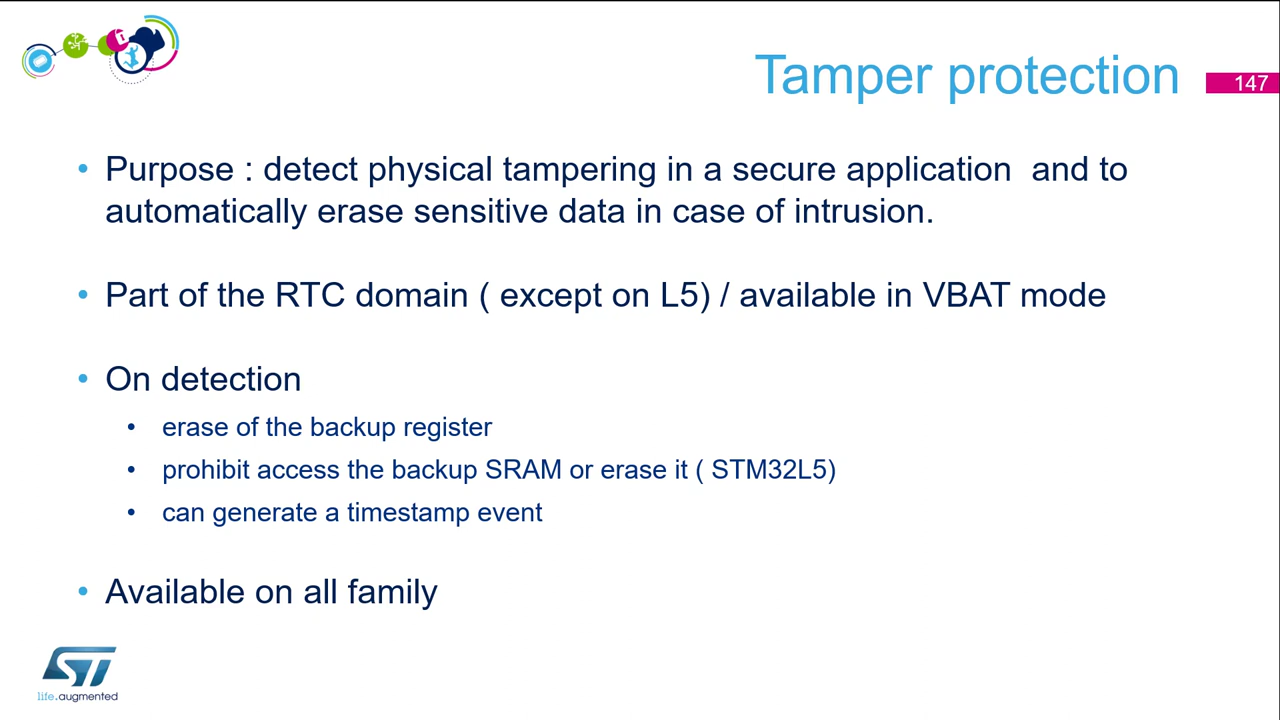 Tamper protection
147
• Purpose : detect physical tampering in a secure application  and to
automatically erase sensitive data in case of intrusion.
• Part of the RTC domain ( except on L5) / available in VBAT mode
• On detection
• erase of the backup register
• prohibit access the backup SRAM or erase it ( STM32L5)
• can generate a timestamp event
• Available on all family
ST
life.augmented